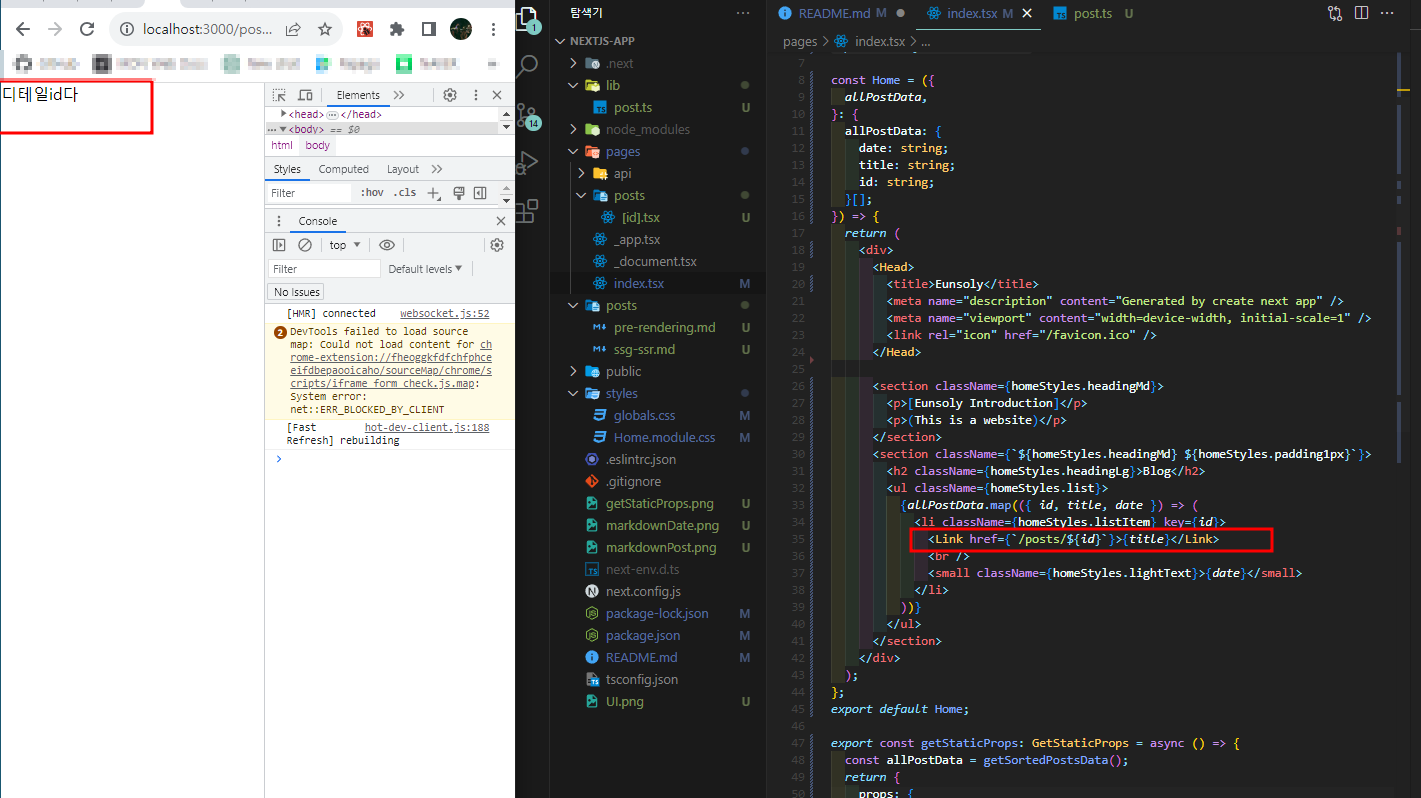 localhost:3000/pos...
디테일id다
Elements
<head> </head>
<body> == $0
html body
Styles Computed Layout
Filter :hov .cls
Console
top
Filter Default levels
No Issues
[HMR] connected websocket.js:52
2 DevTools failed to load source
map: Could not load content for ch
rome-extension://fheoggkfdfchfphce
eifdbepaooicaho/sourceMap/chrome/s
cripts/iframe_form_check.js.map:
System error:
net::ERR_BLOCKED_BY_CLIENT
[Fast hot-dev-client.js:188
Refresh] rebuilding
1
14
탐색기
NEXTJS-APP
.next
lib
post.ts U
node_modules
pages
api
posts
[id].tsx U
_app.tsx
_document.tsx
index.tsx M
posts
pre-rendering.md U
ssg-ssr.md U
public
styles
globals.css M
Home.module.css M
.eslintrc.json
.gitignore
getStaticProps.png U
markdownDate.png U
markdownPost.png U
next-env.d.ts
next.config.js
package-lock.json M
package.json M
README.md M
tsconfig.json
UI.png U
README.md M index.tsx M post.ts U
pages > index.tsx > ...
7
8 const Home = ({
9 allPostData,
10 }: {
11 allPostData: {
12 date: string;
13 title: string;
14 id: string;
15 }[];
16 }) => {
17 return (
18 <div>
19 <Head>
20 <title>Eunsoly</title>
21 <meta name="description" content="Generated by create next app" />
22 <meta name="viewport" content="width=device-width, initial-scale=1" />
23 <link rel="icon" href="/favicon.ico" />
24 </Head>
25
26 <section className={homeStyles.headingMd}>
27 <p>[Eunsoly Introduction]</p>
28 <p>(This is a website)</p>
29 </section>
30 <section className={`${homeStyles.headingMd} ${homeStyles.padding1px}`}>
31 <h2 className={homeStyles.headingLg}>Blog</h2>
32 <ul className={homeStyles.list}>
33 {allPostData.map(({ id, title, date }) => (
34 <li className={homeStyles.listItem} key={id}>
35 <Link href={`/posts/${id}`}>{title}</Link>
36 <br />
37 <small className={homeStyles.lightText}>{date}</small>
38 </li>
39 ))}
40 </ul>
41 </section>
42 </div>
43 );
44 };
45 export default Home;
46
47 export const getStaticProps: GetStaticProps = async () => {
48 const allPostData = getSortedPostsData();
49 return {
50 props: {